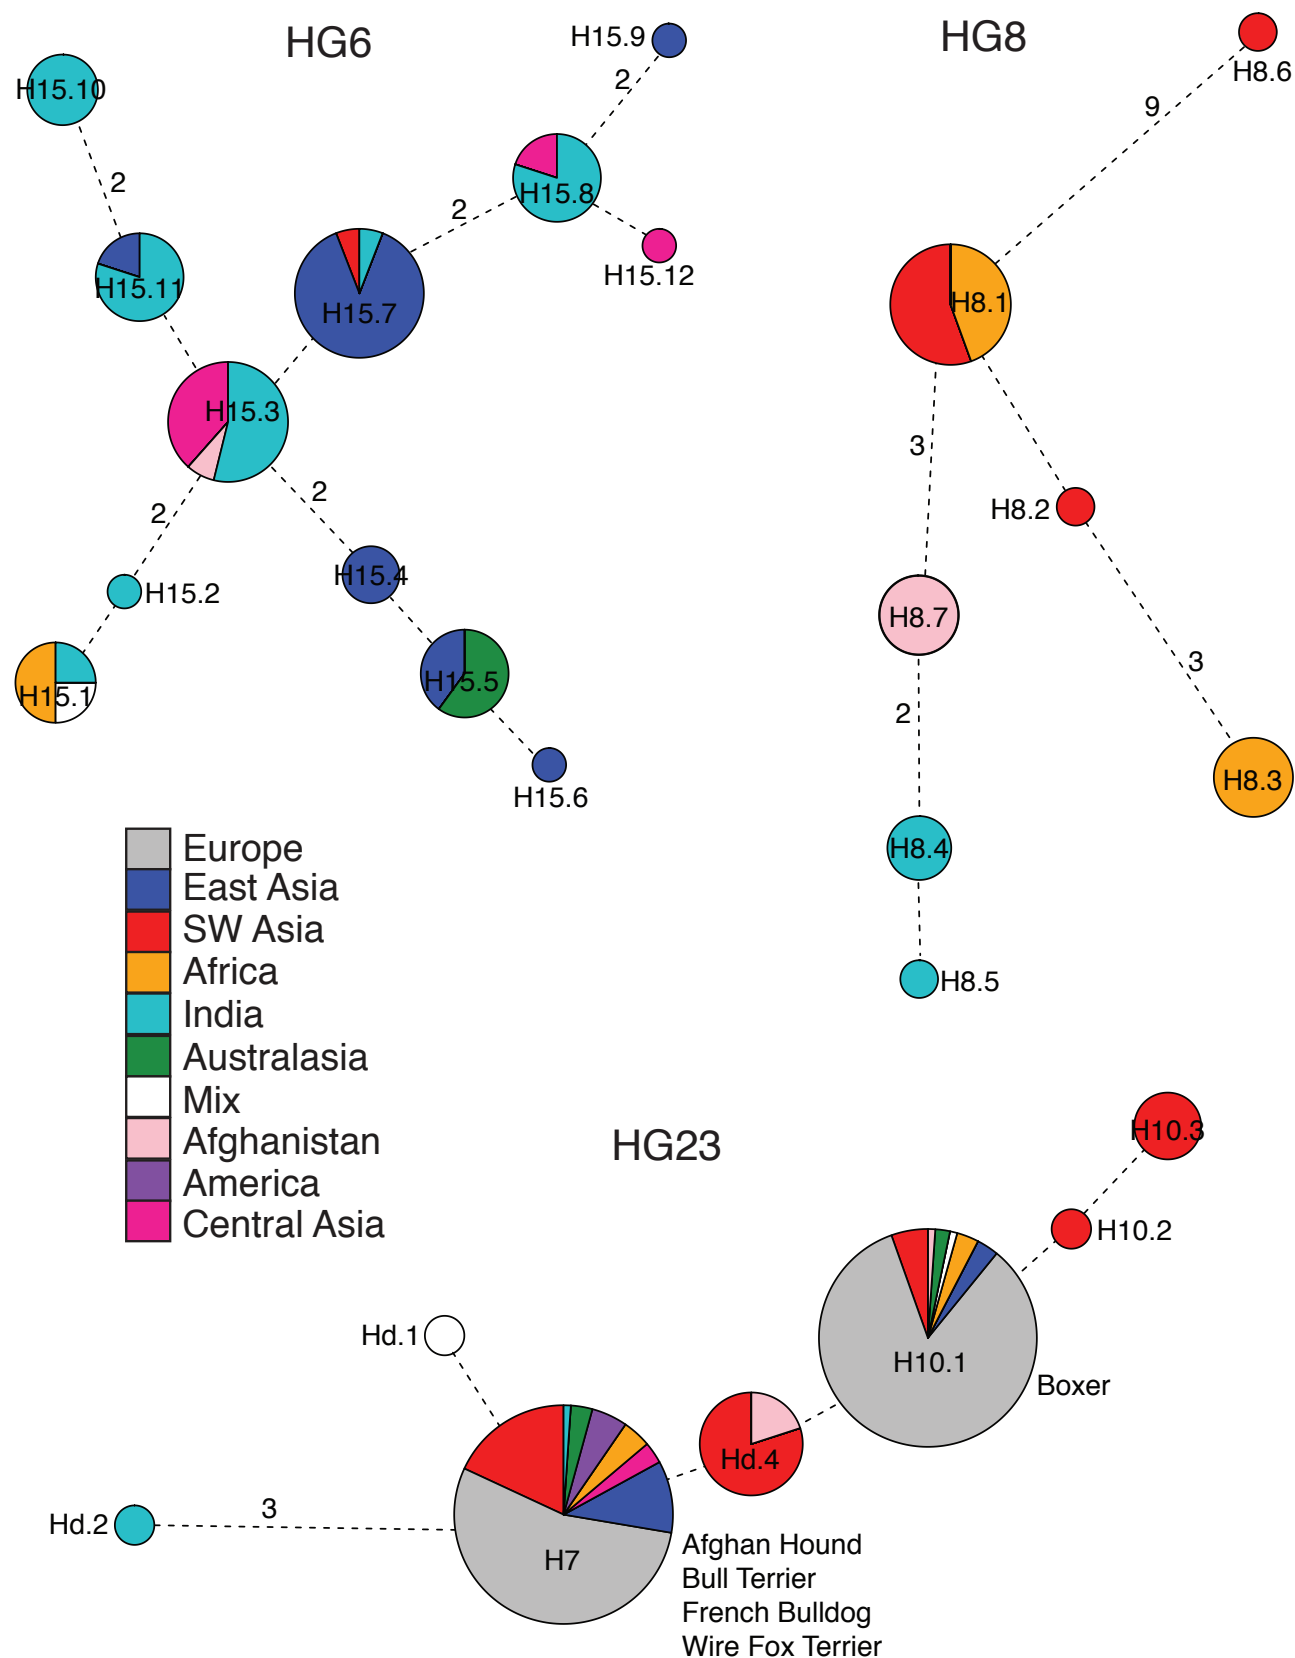 HG6
HG8
H15.9
H8.6
2
H15.10
9
2
H15.8
2
H15.12
H15.11
H15.7
H8.1
H15.3
3
2
2
H8.2
H15.4
H15.2
H8.7
3
H15.5
H15.1
2
H8.3
H15.6
H8.4
H8.5
Europe
East Asia
SW Asia
Africa
India
Australasia
Mix
Afghanistan
America
Central Asia
HG23
H10.3
H10.2
Hd.1
H10.1
Boxer
Hd.4
3
Hd.2
H7
Afghan Hound
Bull Terrier
French Bulldog
Wire Fox Terrier